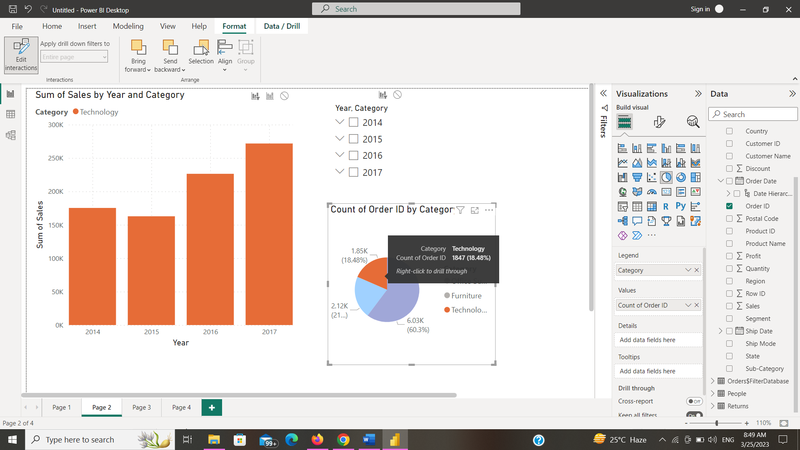 Untitled - Power BI Desktop
Search
Sign in
File
Home
Insert
Modeling
View
Help
Format
Data / Drill
Edit interactions
Apply drill down filters to
Entire page
Interactions
Bring forward
Send backward
Selection
Align
Group
Arrange
Sum of Sales by Year and Category
Category Technology
300K
250K
200K
150K
100K
50K
0K
Sum of Sales
2014
2015
2016
2017
Year
Year, Category
2014
2015
2016
2017
Count of Order ID by Categor
1.85K
(18.48%)
2.12K
(21...)
6.03K
(60.3%)
Category Technology
Count of Order ID 1847 (18.48%)
Right-click to drill through
Furniture
Technolo...
Filters
Visualizations
Build visual
Legend
Category
Values
Count of Order ID
Details
Add data fields here
Tooltips
Add data fields here
Drill through
Cross-report
Off
Keep all filters
Data
Search
Country
Customer ID
Customer Name
Discount
Order Date
Date Hierarc...
Order ID
Postal Code
Product ID
Product Name
Profit
Quantity
Region
Row ID
Sales
Segment
Ship Date
Ship Mode
State
Sub-Category
Orders$FilterDatabase
People
Returns
Page 1
Page 2
Page 3
Page 4
Page 2 of 4
110%
Type here to search
99+
25°C Haze
ENG
8:49 AM
3/25/2023